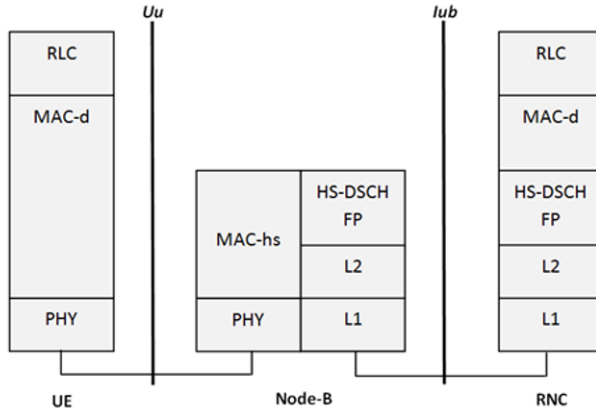 Uu
Iub
RLC
MAC-d
PHY
MAC-hs
PHY
HS-DSCH
FP
L2
L1
RLC
MAC-d
HS-DSCH
FP
L2
L1
UE
Node-B
RNC